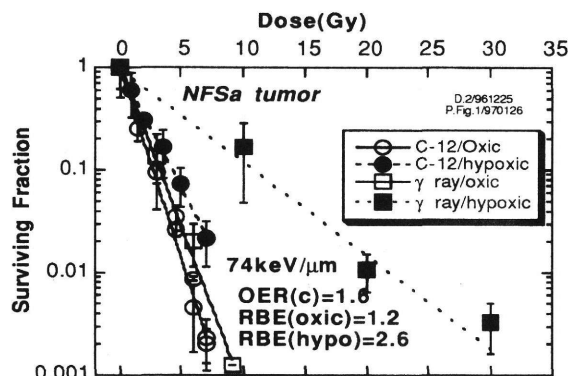 Dose(Gy)
0 5 10 15 20 25 30 35
1
NFSa tumor
D.2/961225
P.Fig.1/970126
C-12/Oxic
C-12/hypoxic
γ ray/oxic
γ ray/hypoxic
0.1
Surviving Fraction
0.01
74keV/μm
OER(c)=1.6
RBE(oxic)=1.2
RBE(hypo)=2.6
0.001